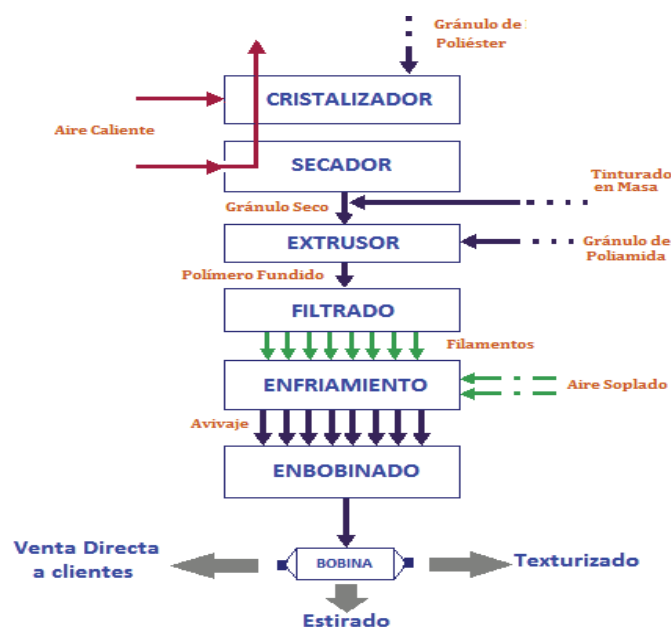 Gránulo de
Poliéster
CRISTALIZADOR
Aire Caliente
SECADOR
Tinturado
en Masa
Gránulo Seco
EXTRUSOR
Gránulo de
Poliamida
Polímero Fundido
FILTRADO
Filamentos
ENFRIAMIENTO
Aire Soplado
Avivaje
ENBOBINADO
Venta Directa
a clientes
BOBINA
Texturizado
Estirado